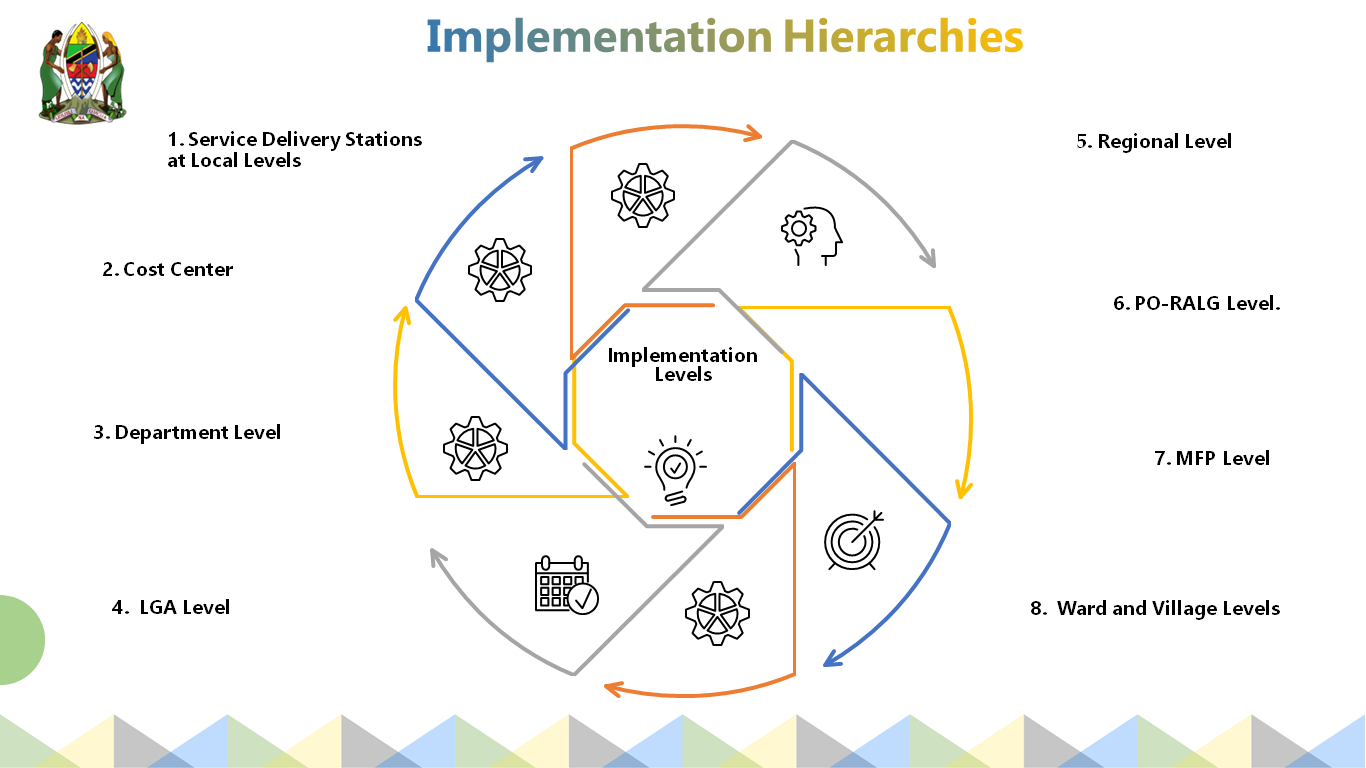 Implementation Hierarchies
1. Service Delivery Stations
at Local Levels
2. Cost Center
3. Department Level
4.  LGA Level
Implementation
Levels
5. Regional Level
6. PO-RALG Level.
7. MFP Level
8.  Ward and Village Levels